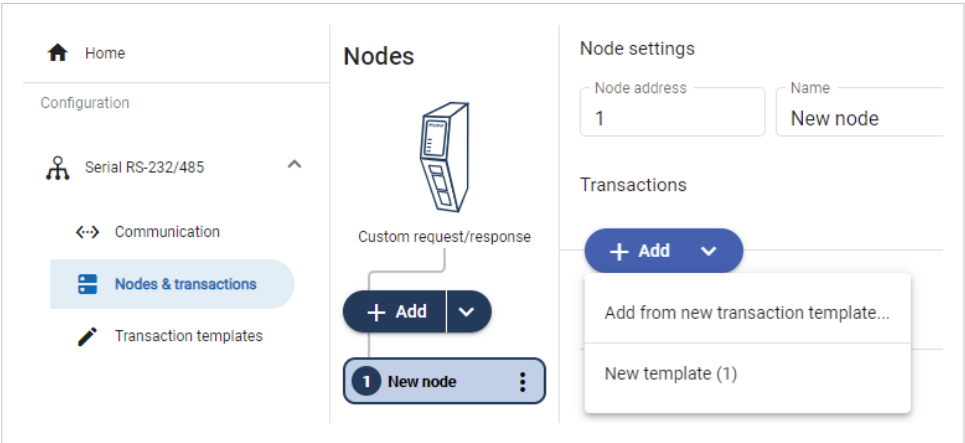 Home
Configuration
Serial RS-232/485
Communication
Nodes & transactions
Transaction templates
Nodes
Custom request/response
+ Add
1 New node
Node settings
Node address
1
Name
New node
Transactions
+ Add
Add from new transaction template...
New template (1)